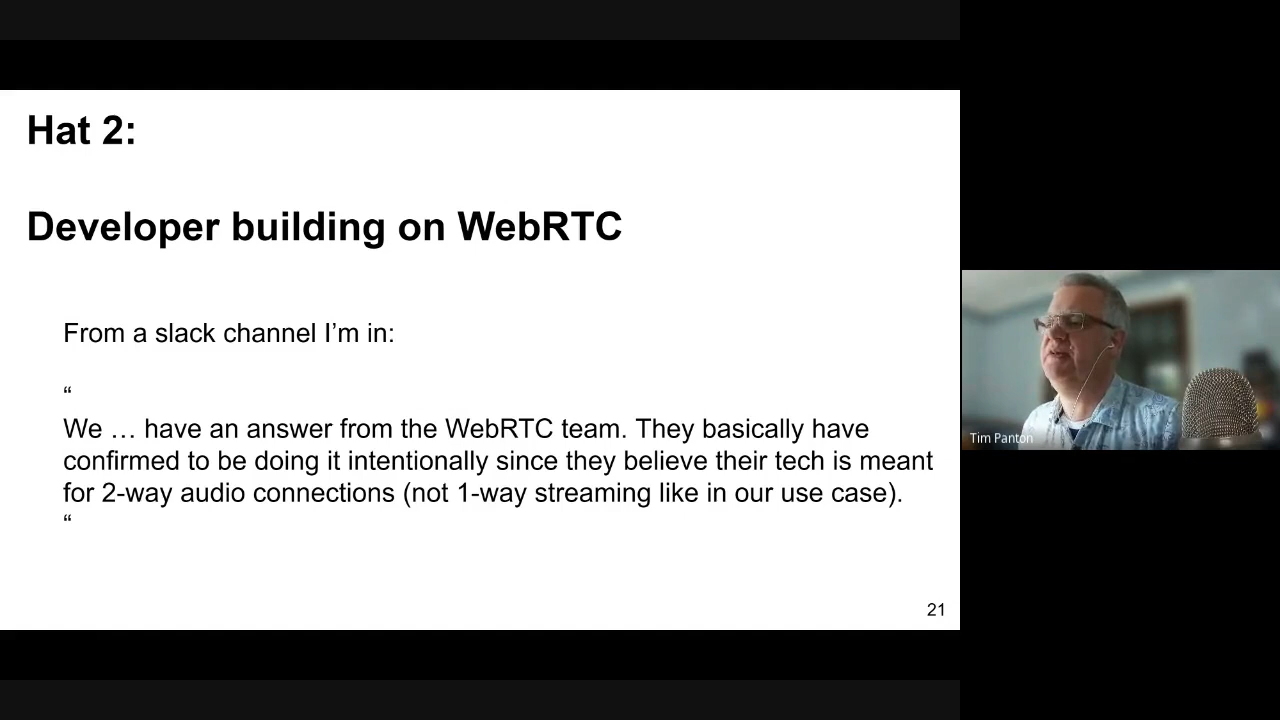 Hat 2:
Developer building on WebRTC
From a slack channel I’m in:
“
We … have an answer from the WebRTC team. They basically have
confirmed to be doing it intentionally since they believe their tech is meant
for 2-way audio connections (not 1-way streaming like in our use case).
“
21
Tim Panton